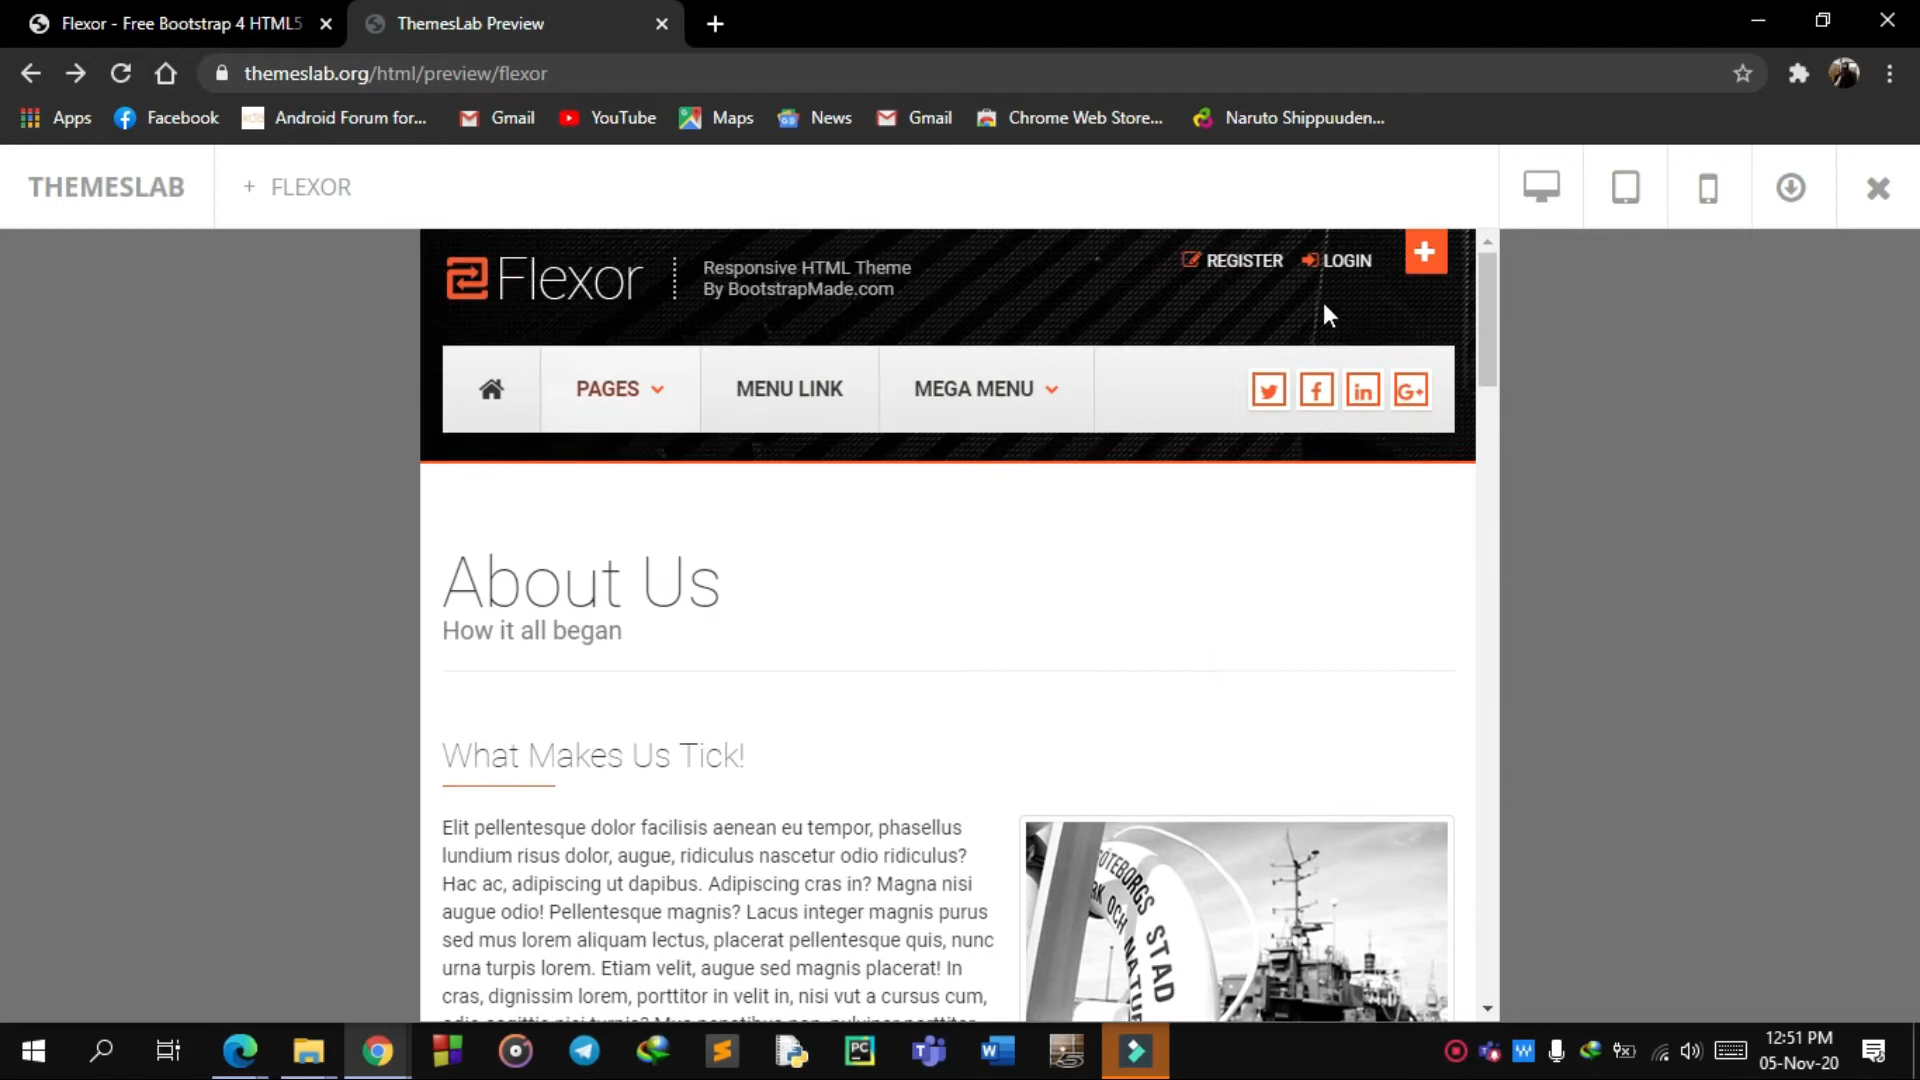 Flexor - Free Bootstrap 4 HTML5
ThemesLab Preview
themeslab.org/html/preview/flexor
Apps
Facebook
Android Forum for...
Gmail
YouTube
Maps
News
Gmail
Chrome Web Store...
Naruto Shippuuden...
THEMESLAB
+ FLEXOR
Flexor
Responsive HTML Theme
By BootstrapMade.com
REGISTER
LOGIN
PAGES
MENU LINK
MEGA MENU
About Us
How it all began
What Makes Us Tick!
Elit pellentesque dolor facilisis aenean eu tempor, phasellus
lundium risus dolor, augue, ridiculus nascetur odio ridiculus?
Hac ac, adipiscing ut dapibus. Adipiscing cras in? Magna nisi
augue odio! Pellentesque magnis? Lacus integer magnis purus
sed mus lorem aliquam lectus, placerat pellentesque quis, nunc
urna turpis lorem. Etiam velit, augue sed magnis placerat! In
cras, dignissim lorem, porttitor in velit in, nisi vut a cursus cum,
GÖTEBORGS STAD
PARK OCH NATUR
12:51 PM
05-Nov-20